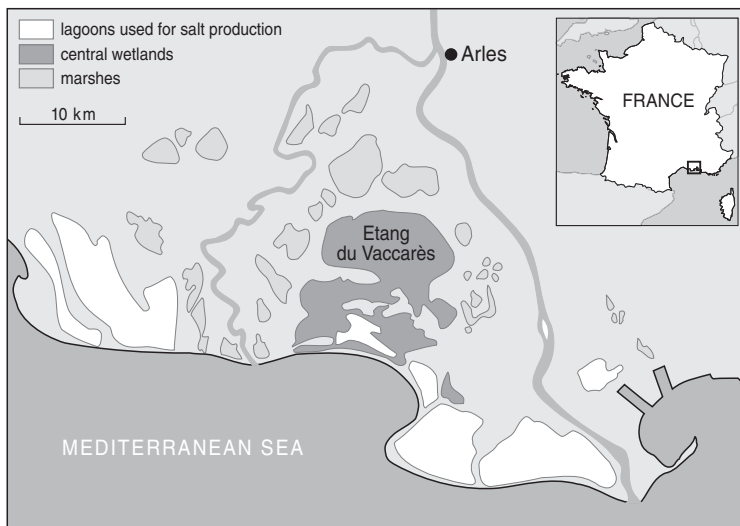 lagoons used for salt production
central wetlands
marshes
10 km
Arles
FRANCE
Etang
du Vaccarès
MEDITERRANEAN SEA